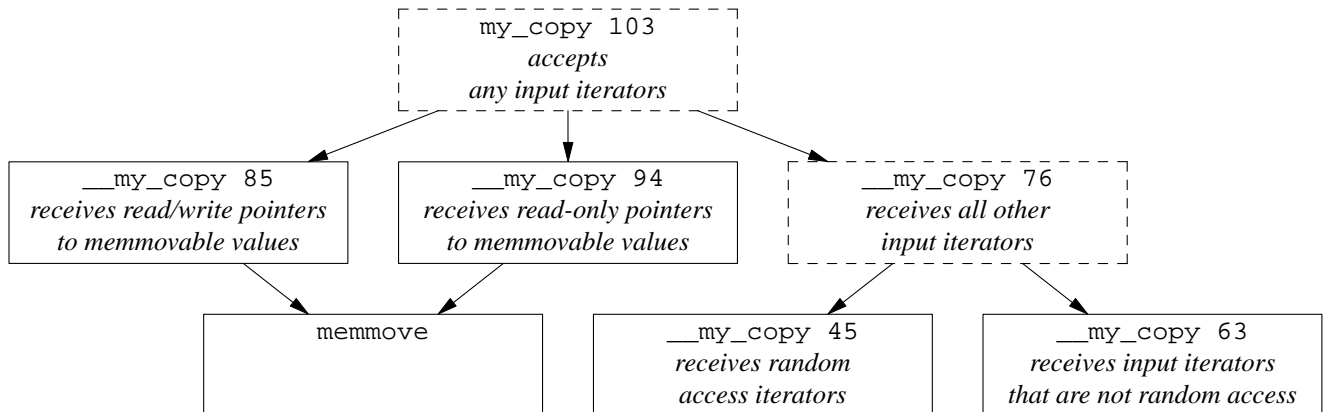 my_copy 103
accepts
any input iterators
__my_copy 85
receives read/write pointers
to memmovable values
__my_copy 94
receives read-only pointers
to memmovable values
__my_copy 76
receives all other
input iterators
memmove
__my_copy 45
receives random
access iterators
__my_copy 63
receives input iterators
that are not random access